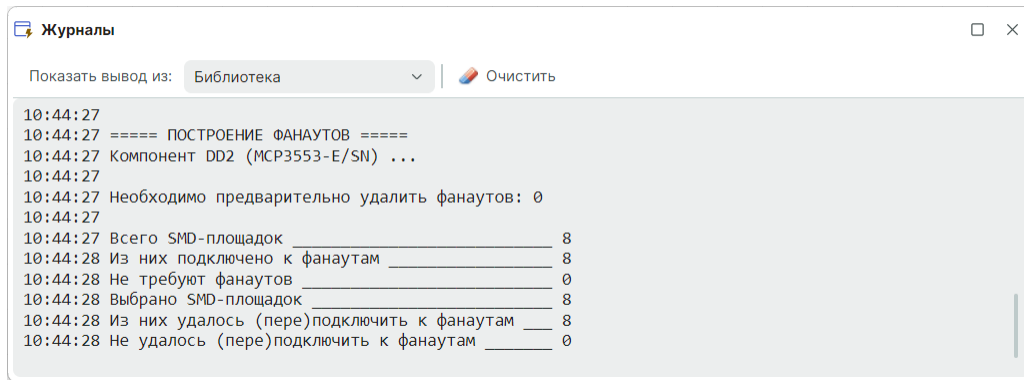 Журналы
Показать вывод из: Библиотека Очистить
10:44:27
10:44:27 ===== ПОСТРОЕНИЕ ФАНАУТОВ =====
10:44:27 Компонент DD2 (MCP3553-E/SN) ...
10:44:27
10:44:27 Необходимо предварительно удалить фанаутов: 0
10:44:27
10:44:27 Всего SMD-площадок ___________________________ 8
10:44:28 Из них подключено к фанаутам _________________ 8
10:44:28 Не требуют фанаутов __________________________ 0
10:44:28 Выбрано SMD-площадок _________________________ 8
10:44:28 Из них удалось (пере)подключить к фанаутам ___ 8
10:44:28 Не удалось (пере)подключить к фанаутам _______ 0